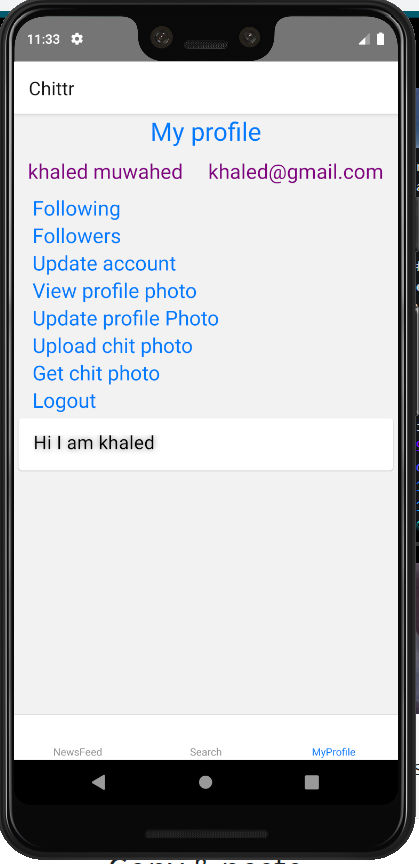 11:33
Chittr
My profile
khaled muwahed khaled@gmail.com
Following
Followers
Update account
View profile photo
Update profile Photo
Upload chit photo
Get chit photo
Logout
Hi I am khaled
NewsFeed Search MyProfile